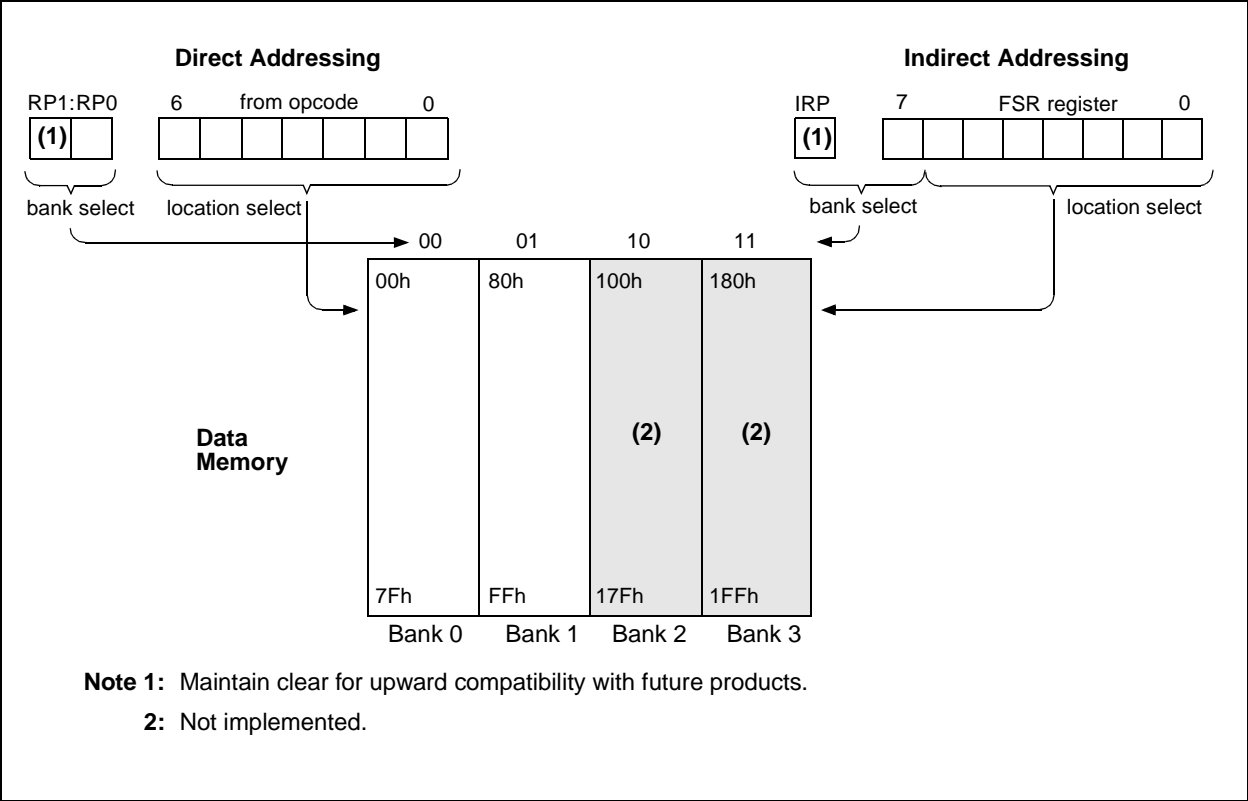 Direct Addressing
Indirect Addressing
RP1:RP0
6 from opcode 0
IRP
7 FSR register 0
(1)
(1)
bank select
location select
bank select
location select
00 01 10 11
00h 80h 100h 180h
(2) (2)
Data
Memory
7Fh FFh 17Fh 1FFh
Bank 0 Bank 1 Bank 2 Bank 3
Note 1: Maintain clear for upward compatibility with future products.
2: Not implemented.